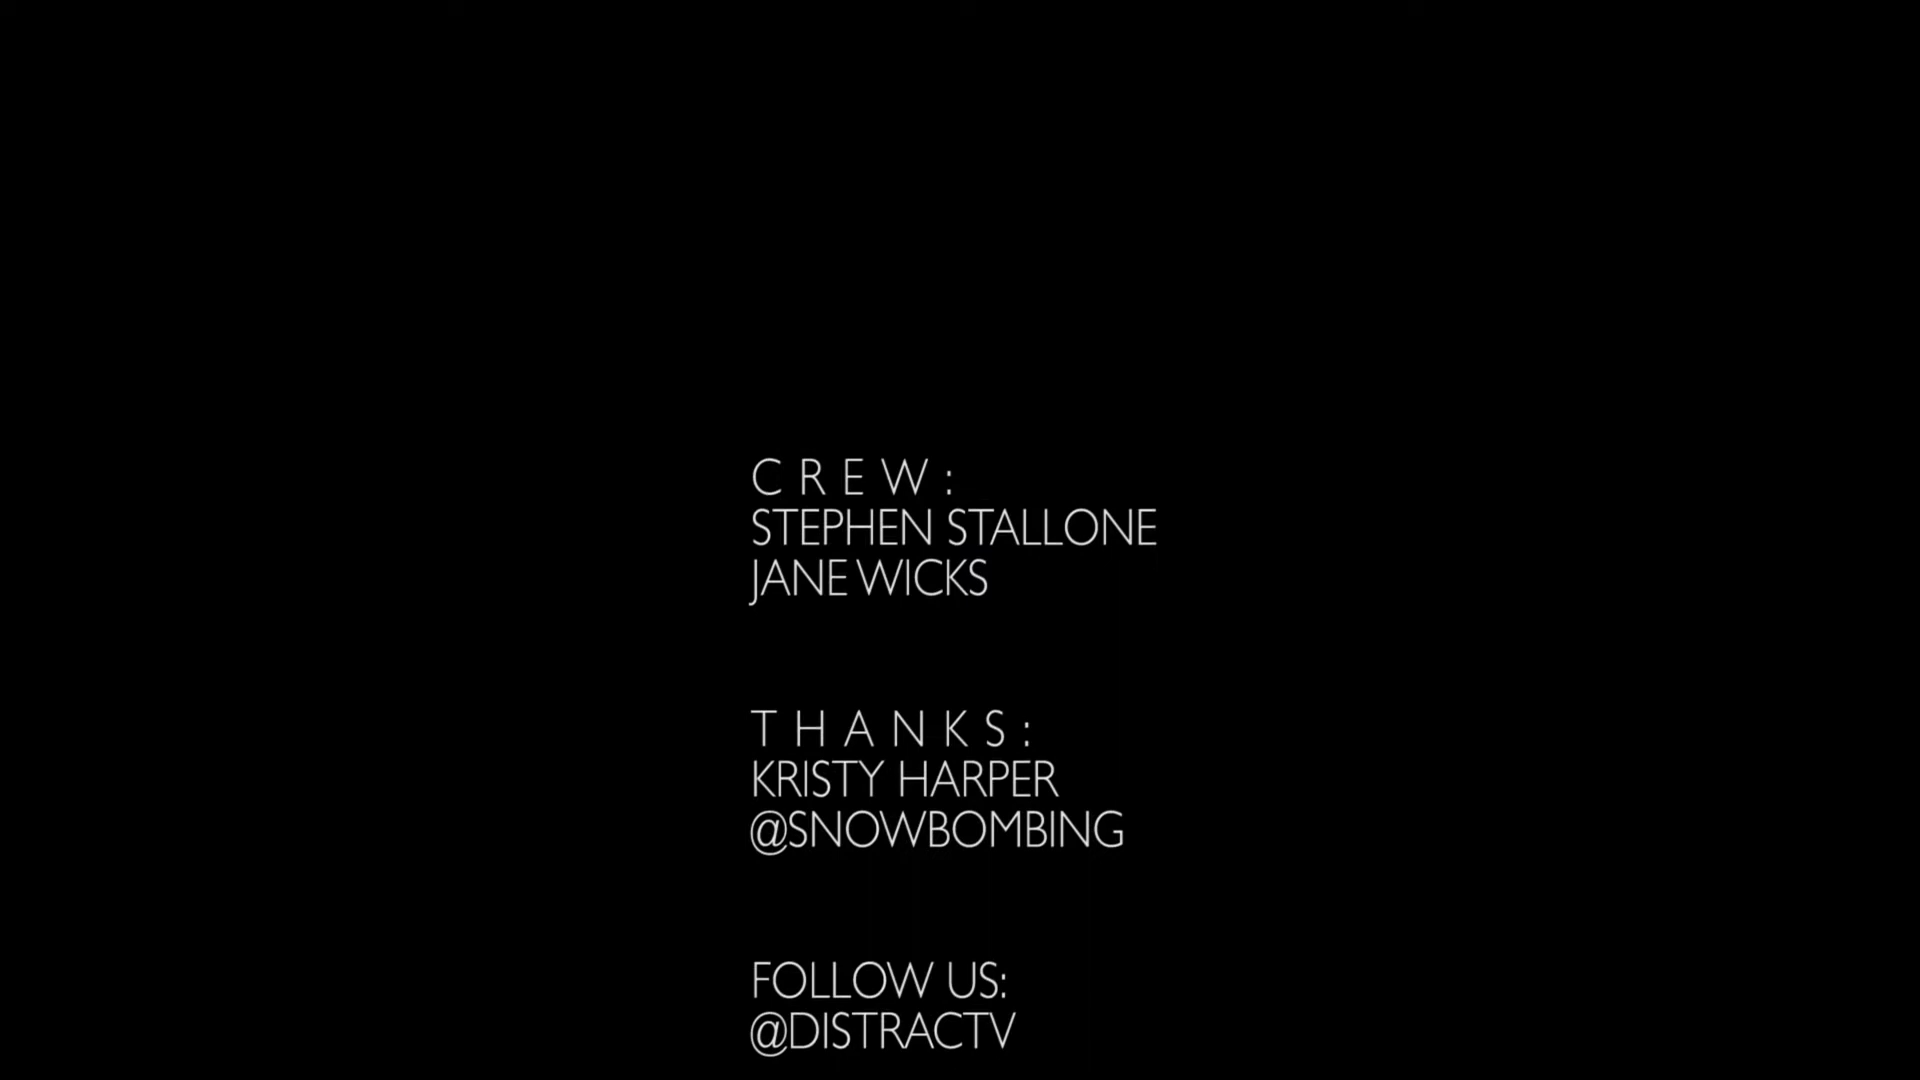 C R E W :
STEPHEN STALLONE
JANE WICKS
T H A N K S :
KRISTY HARPER
@SNOWBOMBING
FOLLOW US:
@DISTRACTV